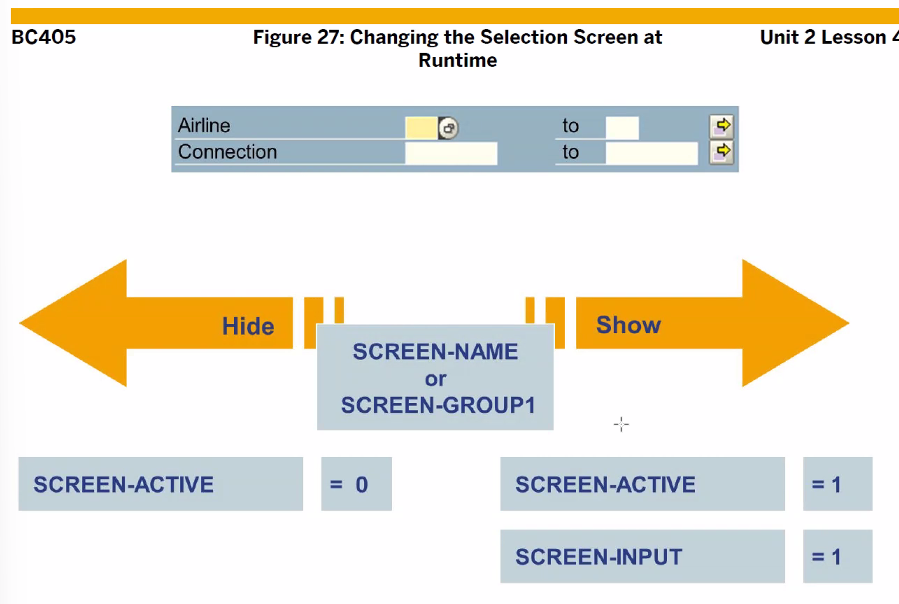 BC405
Figure 27: Changing the Selection Screen at
Runtime
Unit 2 Lesson 4
Airline
to
Connection
to
Hide
Show
SCREEN-NAME
or
SCREEN-GROUP1
SCREEN-ACTIVE
= 0
SCREEN-ACTIVE
= 1
SCREEN-INPUT
= 1